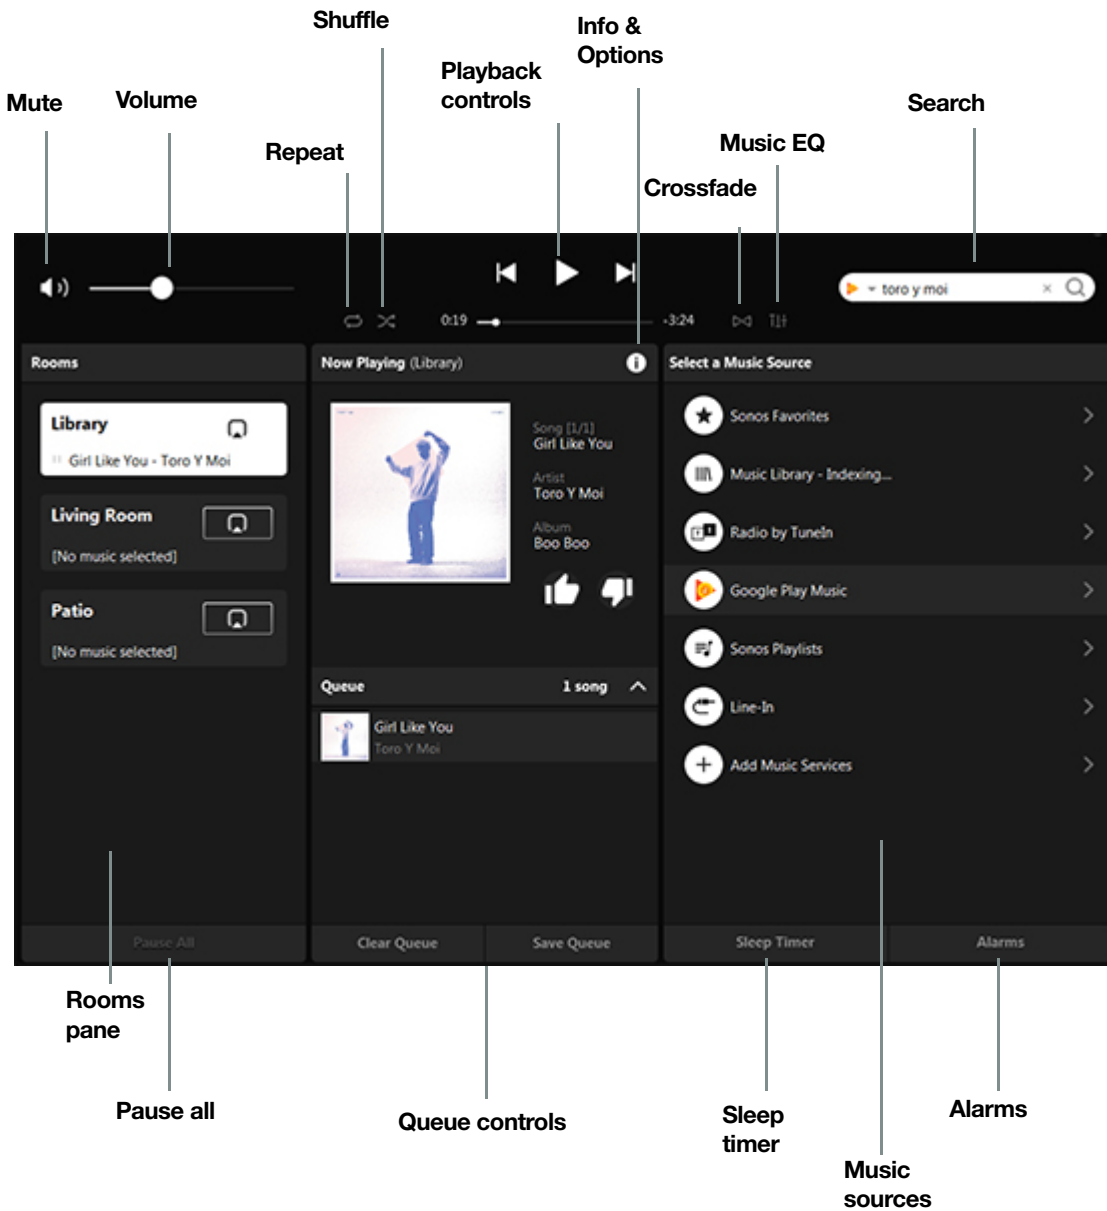 Shuffle
Info &
Options
Playback
controls
Mute
Volume
Search
Repeat
Music EQ
Crossfade
toro y moi
0:19
-3:24
Rooms
Now Playing (Library)
Select a Music Source
Library
Girl Like You - Toro Y Moi
Living Room
[No music selected]
Patio
[No music selected]
Song [1/1]
Girl Like You
Artist
Toro Y Moi
Album
Boo Boo
Queue
1 song
Girl Like You
Toro Y Moi
Sonos Favorites
Music Library - Indexing...
Radio by TuneIn
Google Play Music
Sonos Playlists
Line-In
Add Music Services
Pause All
Clear Queue
Save Queue
Sleep Timer
Alarms
Rooms
pane
Pause all
Queue controls
Sleep
timer
Alarms
Music
sources